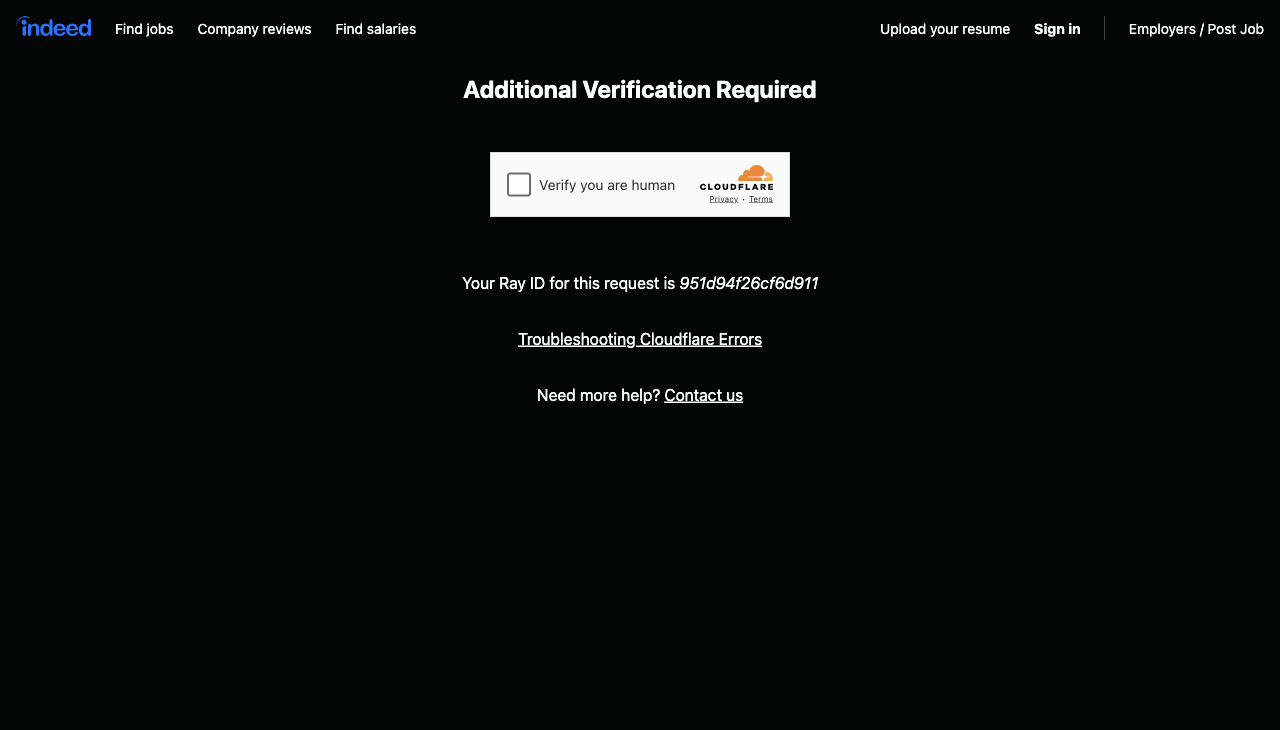 indeed
Find jobs
Company reviews
Find salaries
Upload your resume
Sign in
Employers / Post Job
Additional Verification Required
Verify you are human
CLOUDFLARE
Privacy • Terms
Your Ray ID for this request is 951d94f26cf6d911
Troubleshooting Cloudflare Errors
Need more help? Contact us